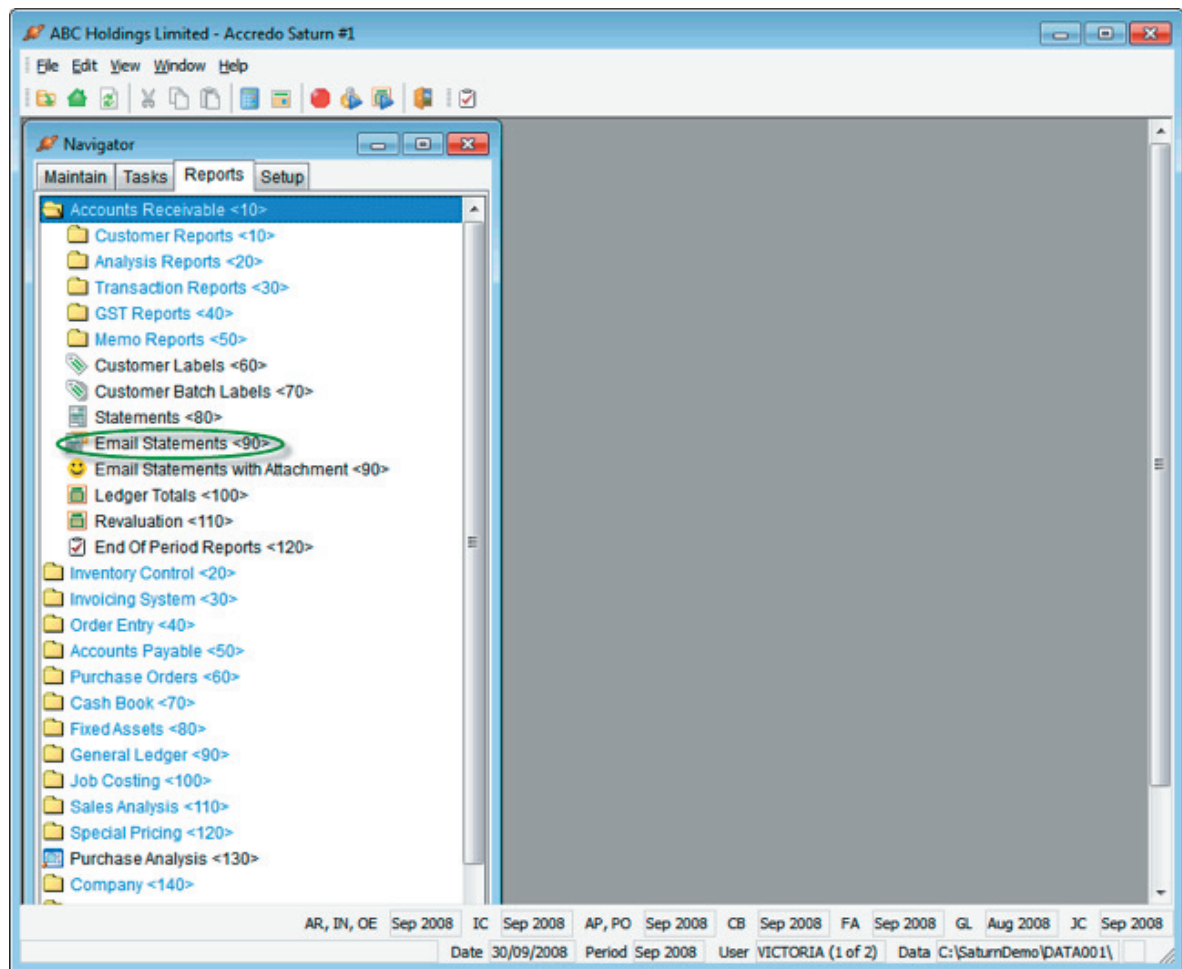 ABC Holdings Limited - Accredo Saturn #1
File Edit View Window Help
Navigator
Maintain Tasks Reports Setup
Accounts Receivable <10>
Customer Reports <10>
Analysis Reports <20>
Transaction Reports <30>
GST Reports <40>
Memo Reports <50>
Customer Labels <60>
Customer Batch Labels <70>
Statements <80>
Email Statements <90>
Email Statements with Attachment <90>
Ledger Totals <100>
Revaluation <110>
End Of Period Reports <120>
Inventory Control <20>
Invoicing System <30>
Order Entry <40>
Accounts Payable <50>
Purchase Orders <60>
Cash Book <70>
Fixed Assets <80>
General Ledger <90>
Job Costing <100>
Sales Analysis <110>
Special Pricing <120>
Purchase Analysis <130>
Company <140>
AR, IN, OE Sep 2008 IC Sep 2008 AP, PO Sep 2008 CB Sep 2008 FA Sep 2008 GL Aug 2008 JC Sep 2008
Date 30/09/2008 Period Sep 2008 User VICTORIA (1 of 2) Data C:\SaturnDemo\DATA001\